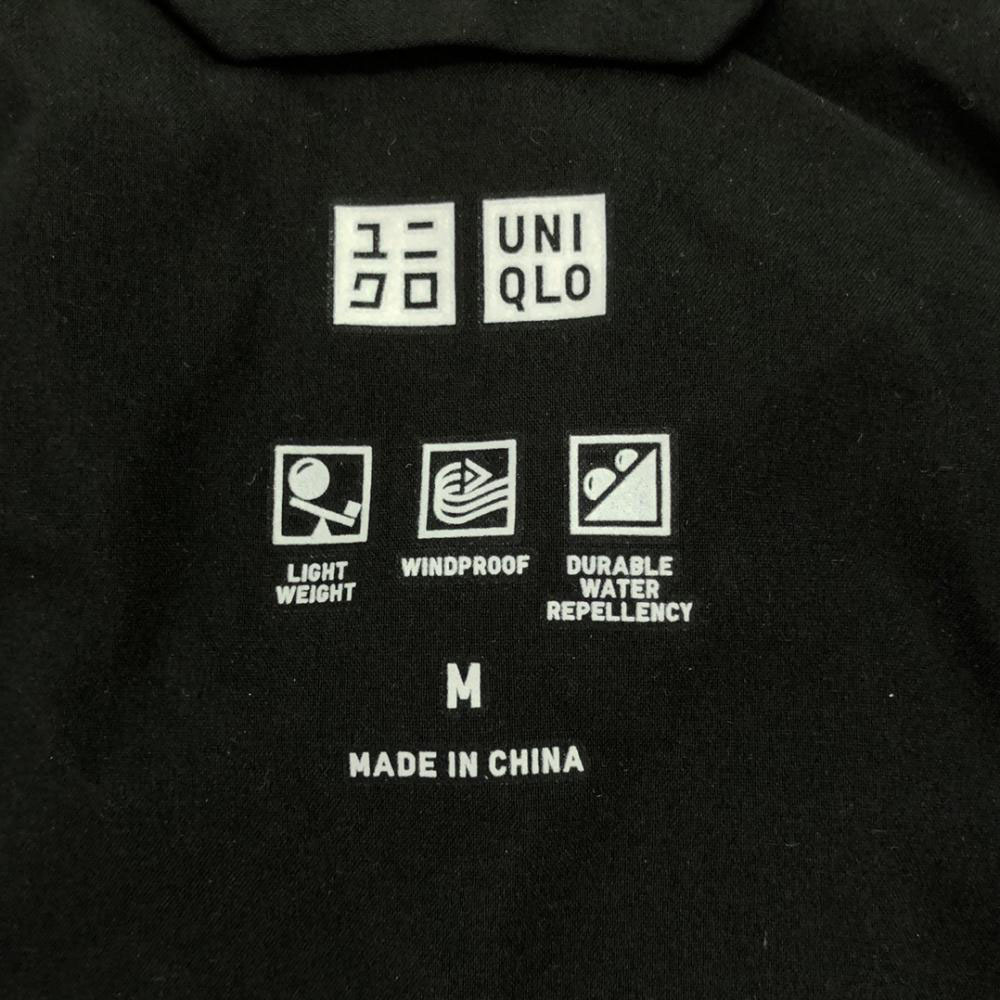 ユニ
クロ
UNI
QLO
LIGHT
WEIGHT
WINDPROOF
DURABLE
WATER
REPELLENCY
M
MADE IN CHINA